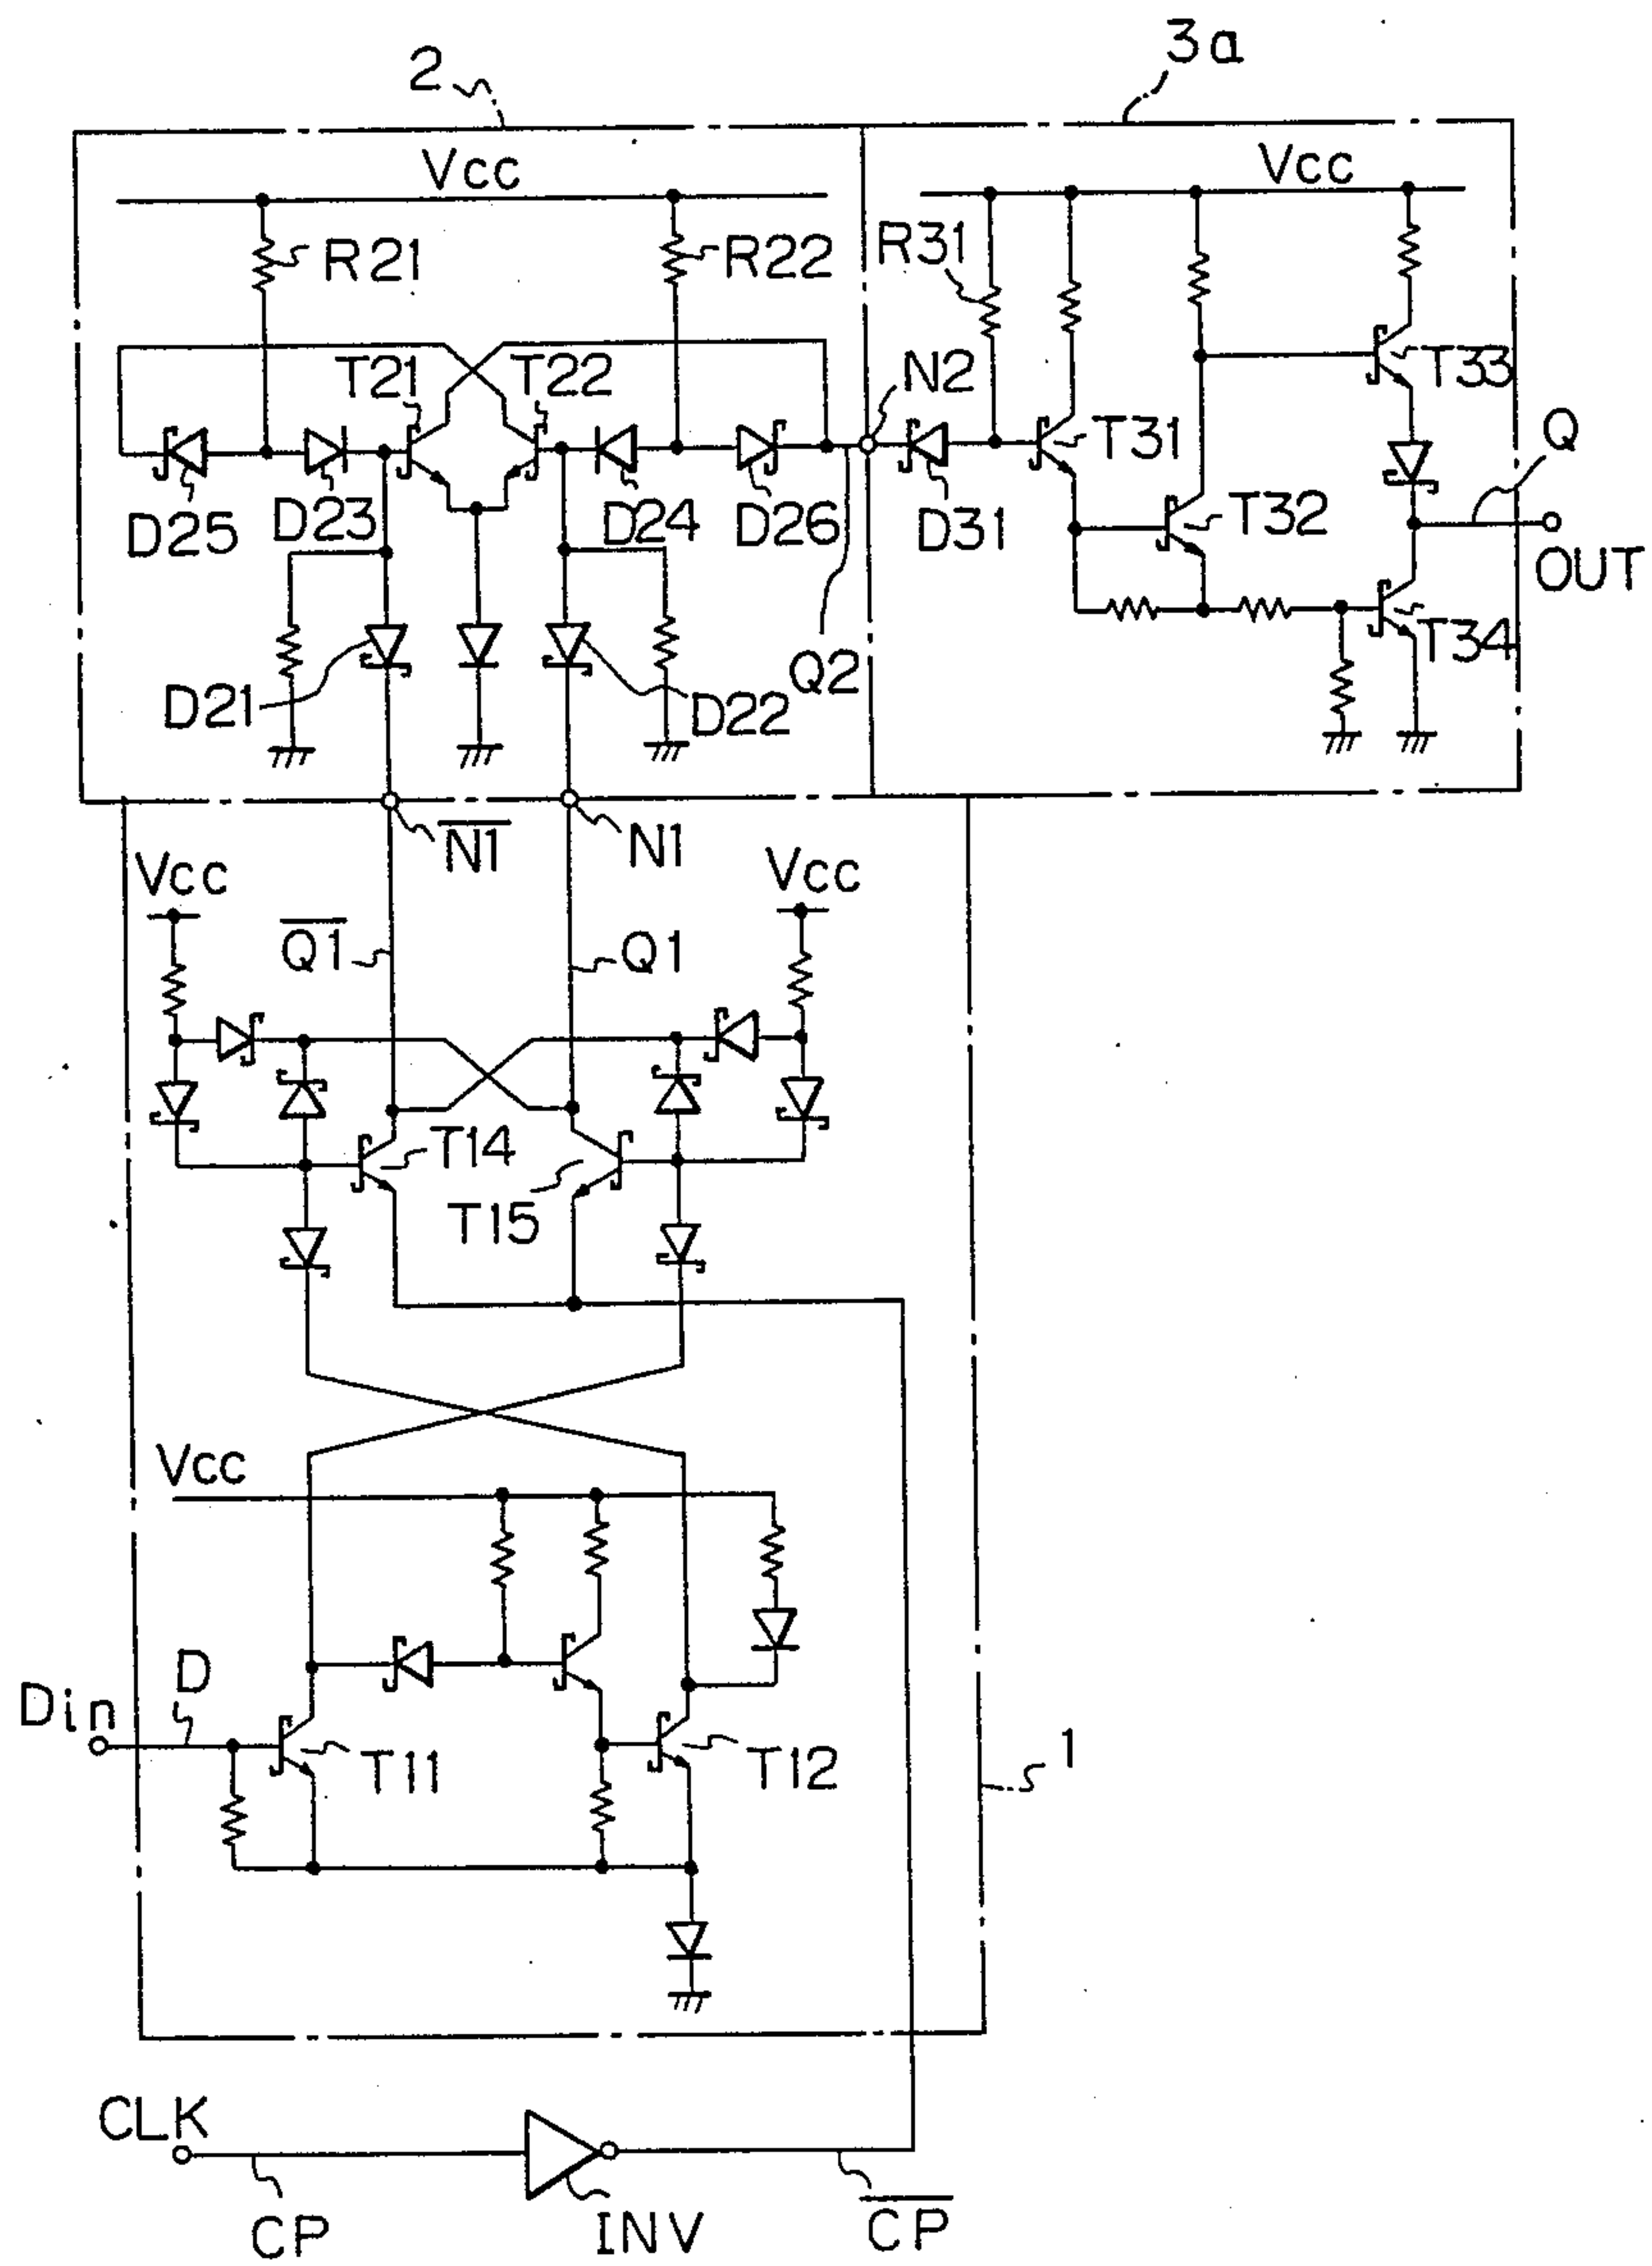 2
3a
Vcc
Vcc
R21
R22
R31
T21
T22
N2
T33
T31
Q
D25
D23
D24
D26
D31
T32
OUT
T34
Q2
D21
D22
N1
N1
Vcc
Vcc
Q1
Q1
T14
T15
Vcc
D
Din
T11
T12
1
CLK
CP
INV
CP